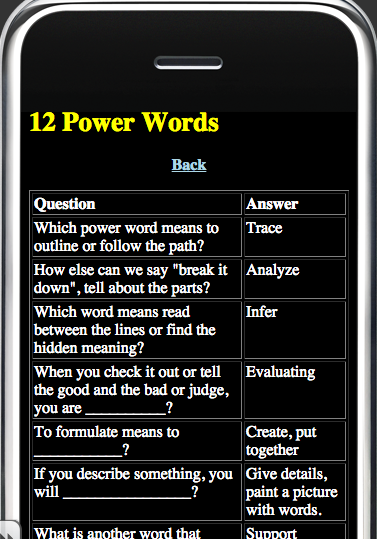 12 Power Words
Back
Question Answer
Which power word means to Trace
outline or follow the path?
How else can we say "break it Analyze
down", tell about the parts?
Which word means read Infer
between the lines or find the
hidden meaning?
When you check it out or tell Evaluating
the good and the bad or judge,
you are __________?
To formulate means to Create, put
___________? together
If you describe something, you Give details,
will ________________? paint a picture
with words.
What is another word that Support